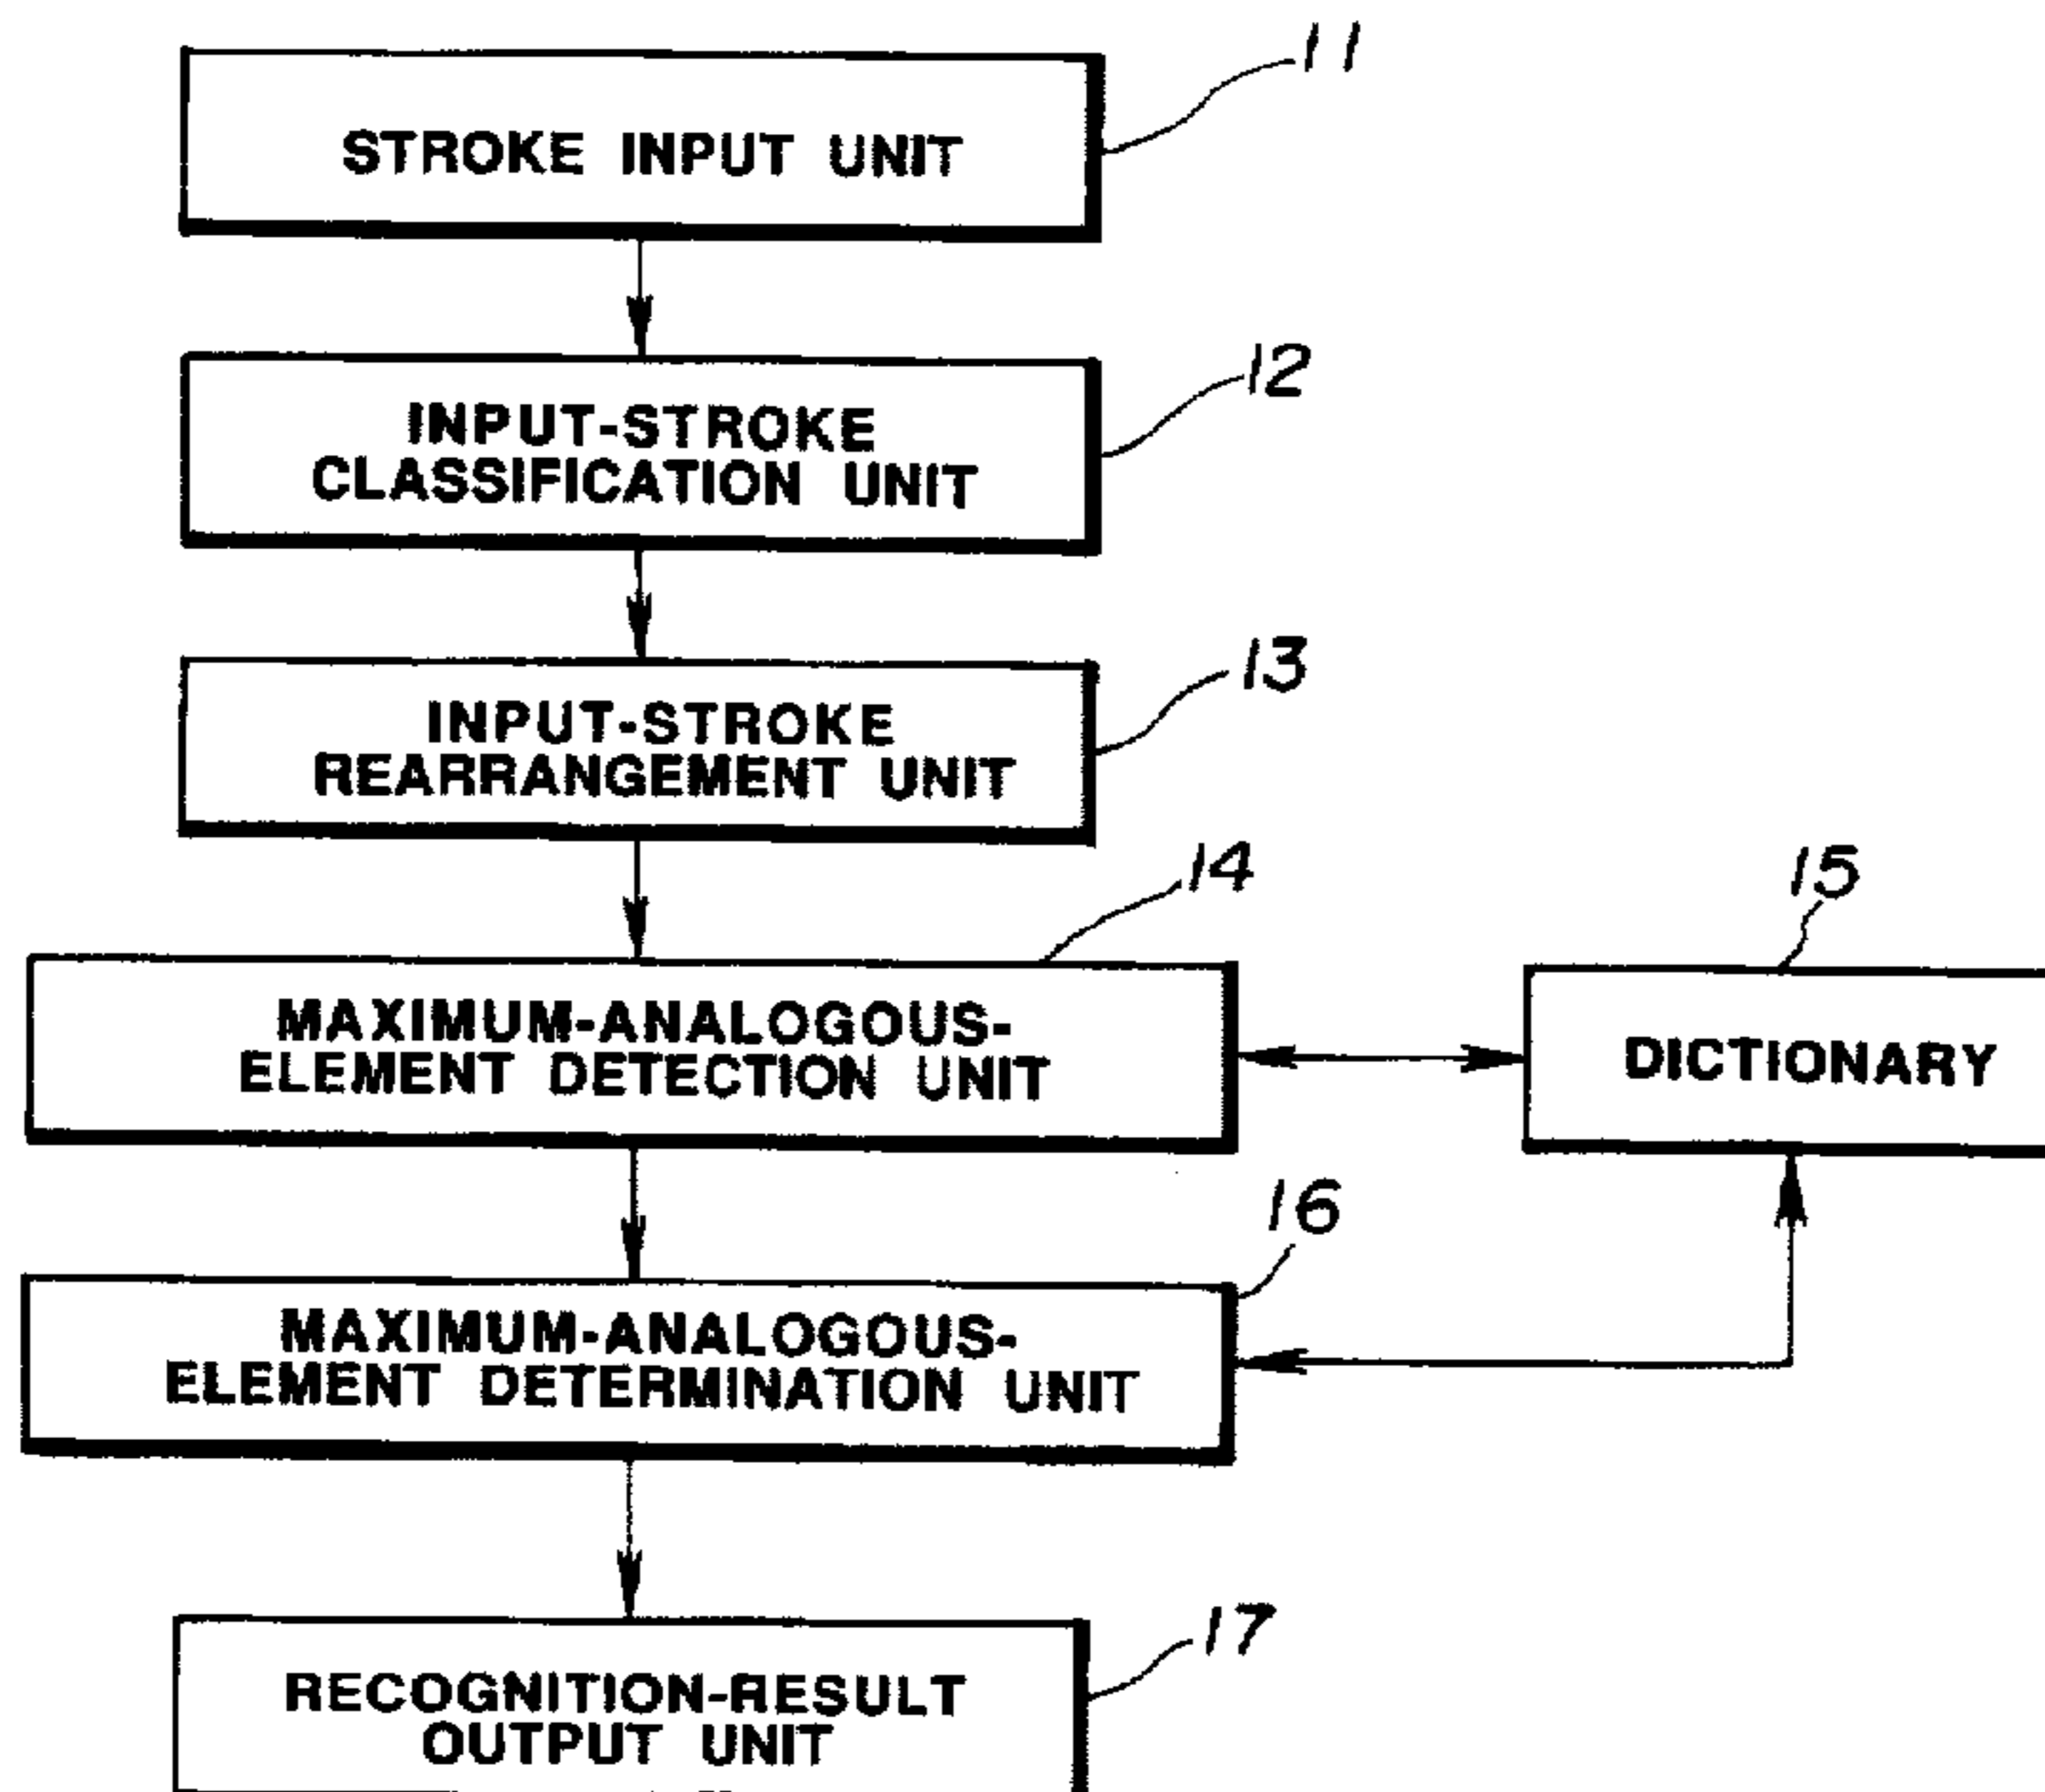 11
STROKE INPUT UNIT
12
INPUT-STROKE
CLASSIFICATION UNIT
13
INPUT-STROKE
REARRANGEMENT UNIT
14
MAXIMUM-ANALOGOUS-
ELEMENT DETECTION UNIT
15
DICTIONARY
16
MAXIMUM-ANALOGOUS-
ELEMENT DETERMINATION UNIT
17
RECOGNITION-RESULT
OUTPUT UNIT